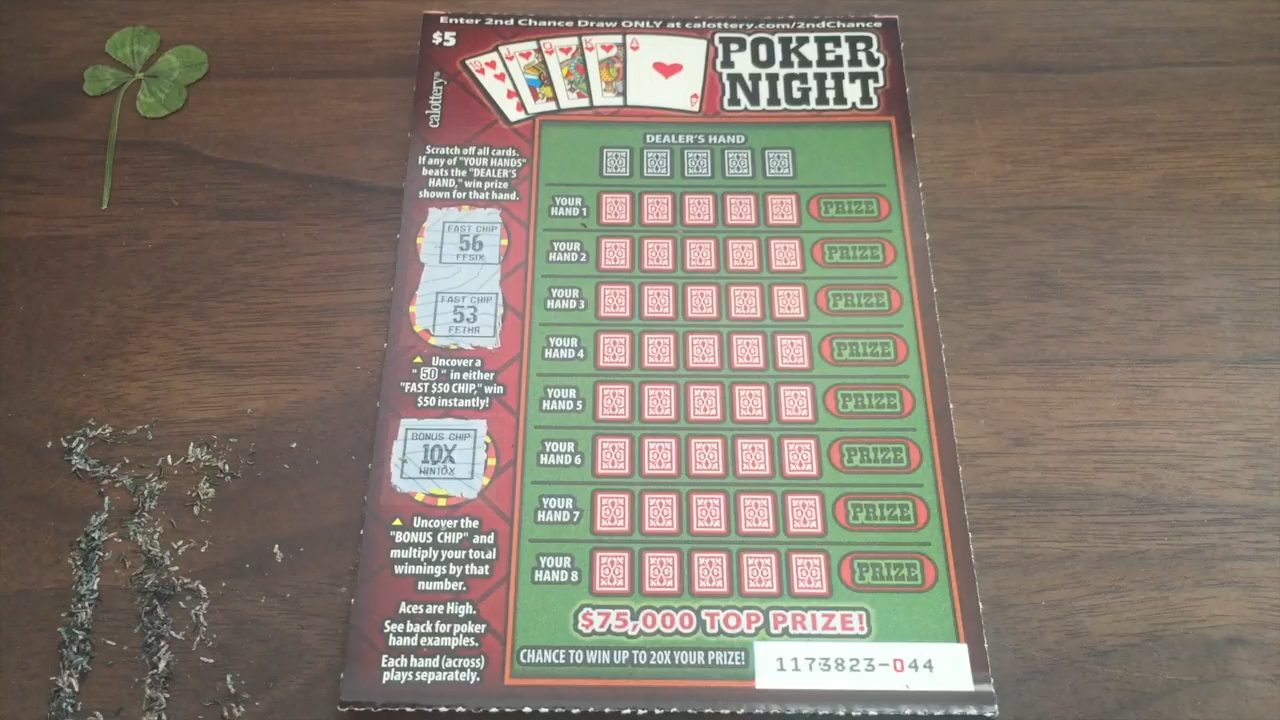 Enter 2nd Chance Draw ONLY at calottery.com/2ndChance
$5
10 J Q K A
A
calottery®
POKER
NIGHT
Scratch off all cards.
If any of "YOUR HANDS"
beats the "DEALER'S
HAND," win prize
shown for that hand.
FAST CHIP
56
FFSIX
FAST CHIP
53
FFTHR
Uncover a
"50" in either
"FAST $50 CHIP," win
$50 instantly!
BONUS CHIP
10X
WIN10X
Uncover the
"BONUS CHIP" and
multiply your total
winnings by that
number.
Aces are High.
See back for poker
hand examples.
Each hand (across)
plays separately.
DEALER'S HAND
YOUR
HAND 1
PRIZE
YOUR
HAND 2
PRIZE
YOUR
HAND 3
PRIZE
YOUR
HAND 4
PRIZE
YOUR
HAND 5
PRIZE
YOUR
HAND 6
PRIZE
YOUR
HAND 7
PRIZE
YOUR
HAND 8
PRIZE
$75,000 TOP PRIZE!
CHANCE TO WIN UP TO 20X YOUR PRIZE!
1173823-044